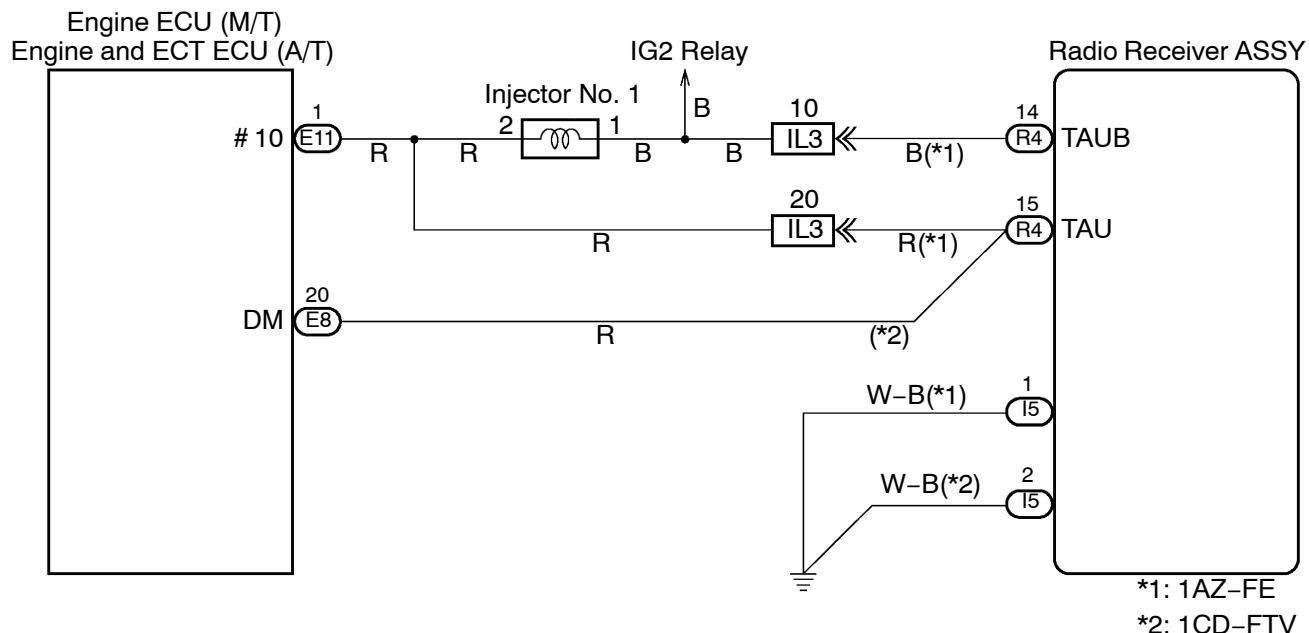 Engine ECU (M/T)
Engine and ECT ECU (A/T)
IG2 Relay
Radio Receiver ASSY
Injector No. 1
B
1
10
14
# 10
E11
2
1
IL3
R4
TAUB
R
R
B
B
B(*1)
20
15
IL3
R4
TAU
R
R(*1)
20
DM
E8
R
(*2)
W-B(*1)
1
I5
W-B(*2)
2
I5
*1: 1AZ-FE
*2: 1CD-FTV